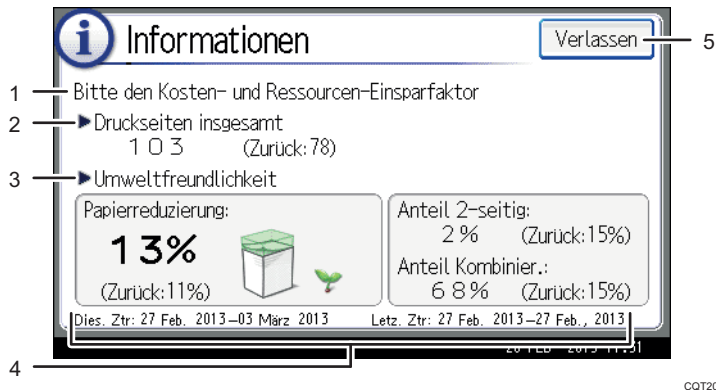 Informationen
Verlassen
5
1
Bitte den Kosten- und Ressourcen-Einsparfaktor
2
Druckseiten insgesamt
103 (Zurück:78)
3
Umweltfreundlichkeit
Papierreduzierung:
13%
(Zurück:11%)
Anteil 2-seitig:
2% (Zurück:15%)
Anteil Kombinier.:
68% (Zurück:15%)
Dies. Ztr: 27 Feb. 2013–03 März 2013 Letz. Ztr: 27 Feb. 2013–27 Feb., 2013
4